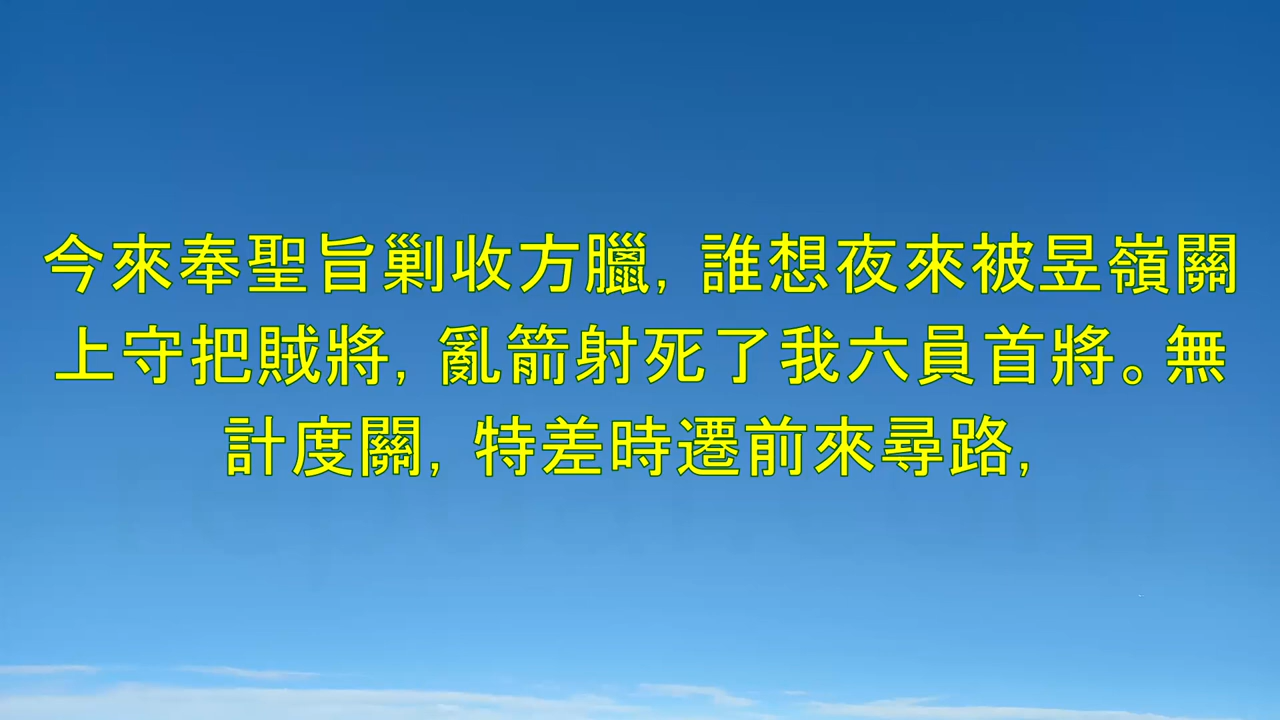 今來奉聖旨剿收方臘，誰想夜來被昱嶺關
上守把賊將，亂箭射死了我六員首將。無
計度關，特差時遷前來尋路，